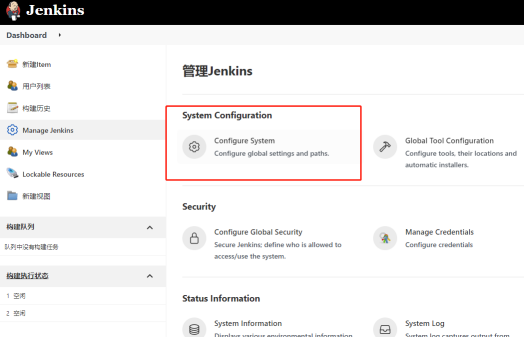 Jenkins
Dashboard
新建Item
用户列表
构建历史
Manage Jenkins
My Views
Lockable Resources
新建视图
构建队列
队列中没有构建任务
构建执行状态
1 空闲
2 空闲
管理Jenkins
System Configuration
Configure System
Configure global settings and paths.
Global Tool Configuration
Configure tools, their locations and
automatic installers.
Security
Configure Global Security
Secure Jenkins; define who is allowed to
access/use the system.
Manage Credentials
Configure credentials
Status Information
System Information
Displays various environmental information
System Log
System log captures output from